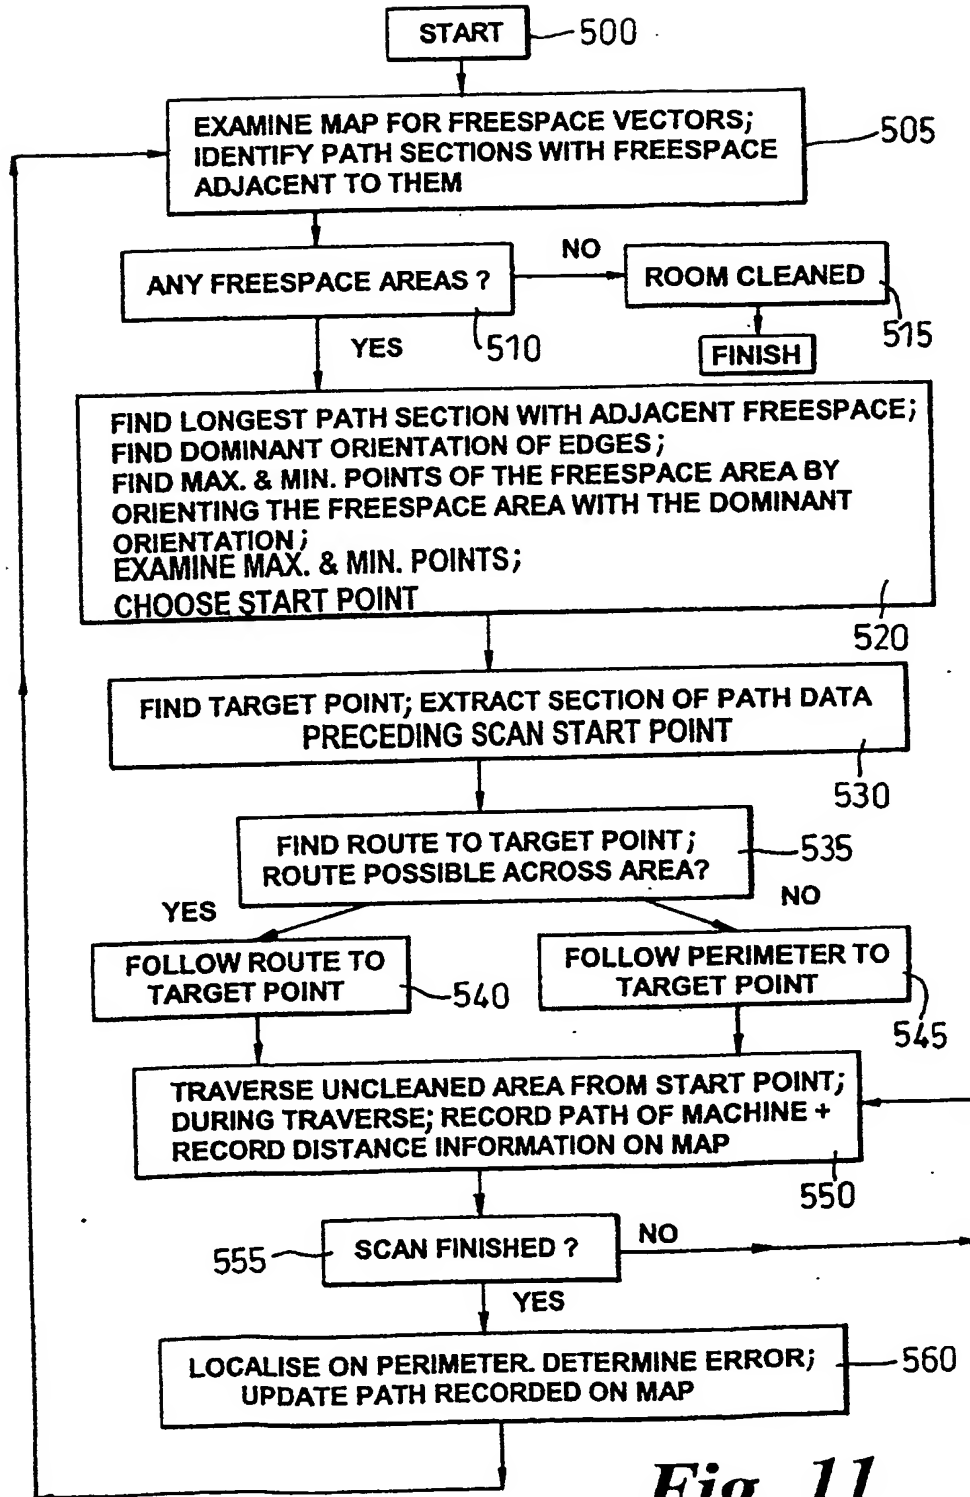 START
500
EXAMINE MAP FOR FREESPACE VECTORS;
IDENTIFY PATH SECTIONS WITH FREESPACE
ADJACENT TO THEM
505
ANY FREESPACE AREAS ?
510
NO
ROOM CLEANED
515
FINISH
YES
FIND LONGEST PATH SECTION WITH ADJACENT FREESPACE;
FIND DOMINANT ORIENTATION OF EDGES;
FIND MAX. & MIN. POINTS OF THE FREESPACE AREA BY
ORIENTING THE FREESPACE AREA WITH THE DOMINANT
ORIENTATION;
EXAMINE MAX. & MIN. POINTS;
CHOOSE START POINT
520
FIND TARGET POINT; EXTRACT SECTION OF PATH DATA
PRECEDING SCAN START POINT
530
FIND ROUTE TO TARGET POINT;
ROUTE POSSIBLE ACROSS AREA?
535
YES
NO
FOLLOW ROUTE TO
TARGET POINT
540
FOLLOW PERIMETER TO
TARGET POINT
545
TRAVERSE UNCLEANED AREA FROM START POINT;
DURING TRAVERSE; RECORD PATH OF MACHINE +
RECORD DISTANCE INFORMATION ON MAP
550
555
SCAN FINISHED ?
NO
YES
LOCALISE ON PERIMETER. DETERMINE ERROR;
UPDATE PATH RECORDED ON MAP
560
Fig. 11